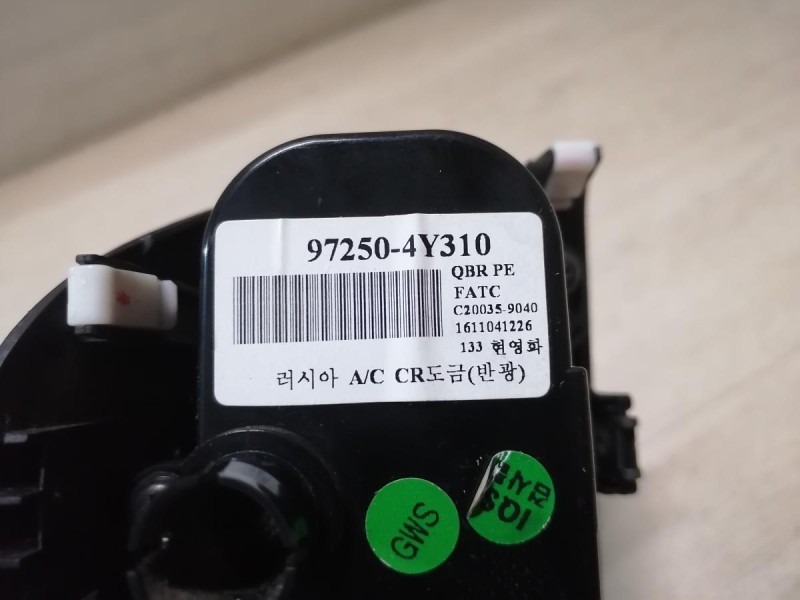 97250-4Y310
QBR PE
FATC
C20035-9040
1611041226
133 현영화
러시아 A/C CR도금(반광)
GWS
IQS